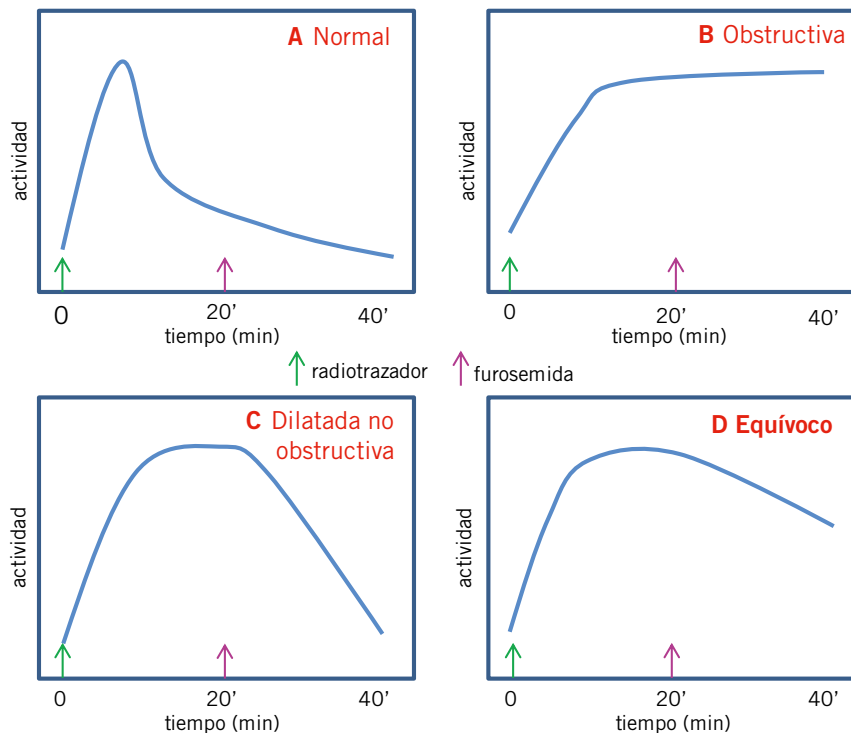 A Normal
actividad
0
20’
40’
tiempo (min)
B Obstructiva
actividad
0
20’
40’
tiempo (min)
radiotrazador
furosemida
C Dilatada no
obstructiva
actividad
0
20’
40’
tiempo (min)
D Equívoco
actividad
0
20’
40’
tiempo (min)